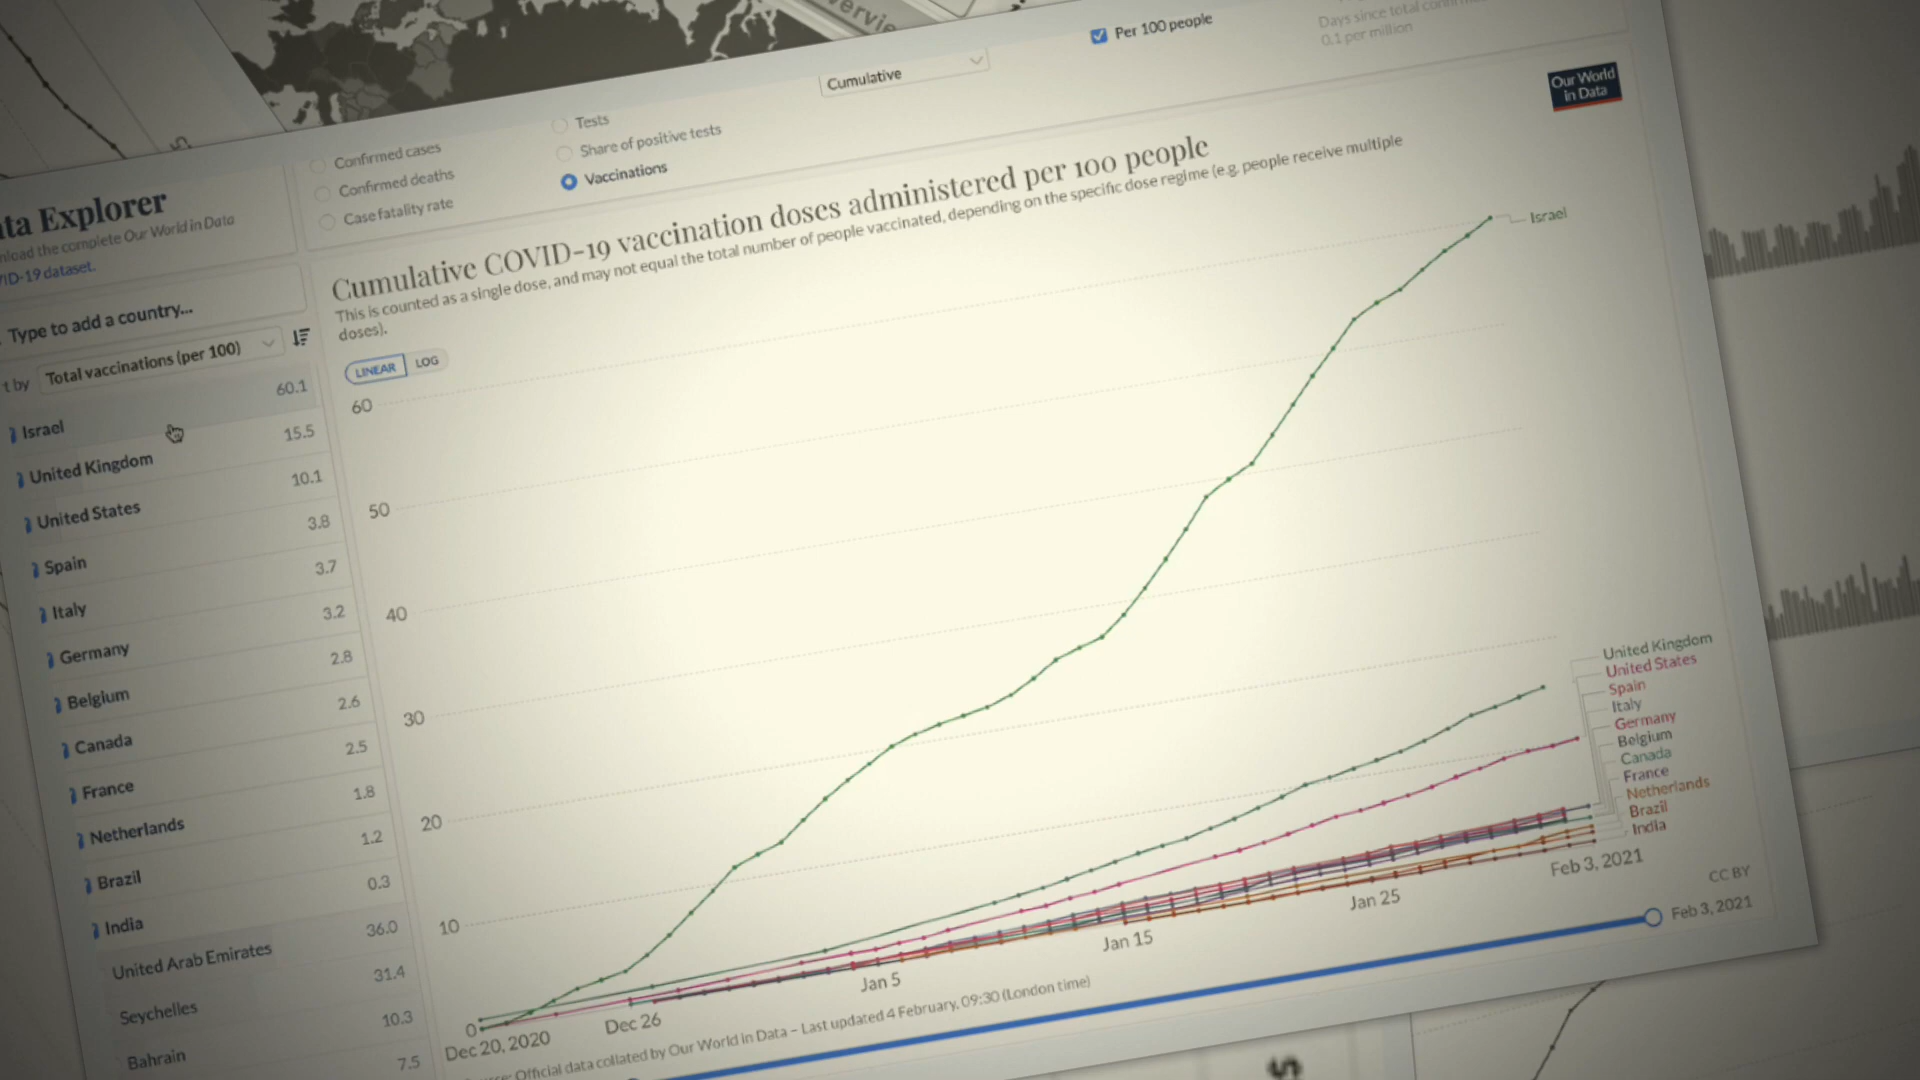 Cumulative
Per 100 people
Days since total
0.1 per million
Our World
in Data
Confirmed cases
Confirmed deaths
Case fatality rate
Tests
Share of positive tests
Vaccinations
ta Explorer
nload the complete Our World in Data
VID-19 dataset.
Type to add a country...
t by
Total vaccinations (per 100)
Cumulative COVID-19 vaccination doses administered per 100 people
This is counted as a single dose, and may not equal the total number of people vaccinated, depending on the specific dose regime (e.g. people receive multiple
doses).
LINEAR LOG
Israel 60.1
United Kingdom 15.5
United States 10.1
Spain 3.8
Italy 3.7
Germany 3.2
Belgium 2.8
Canada 2.6
France 2.5
Netherlands 1.8
Brazil 1.2
India 0.3
United Arab Emirates 36.0
Seychelles 31.4
Bahrain 10.3
7.5
60
50
40
30
20
10
0
Israel
United Kingdom
United States
Spain
Italy
Germany
Belgium
Canada
France
Netherlands
Brazil
India
Dec 20, 2020
Dec 26
Jan 5
Jan 15
Jan 25
Feb 3, 2021
Official data collated by Our World in Data – Last updated 4 February, 09:30 (London time)
CC BY
Feb 3, 2021